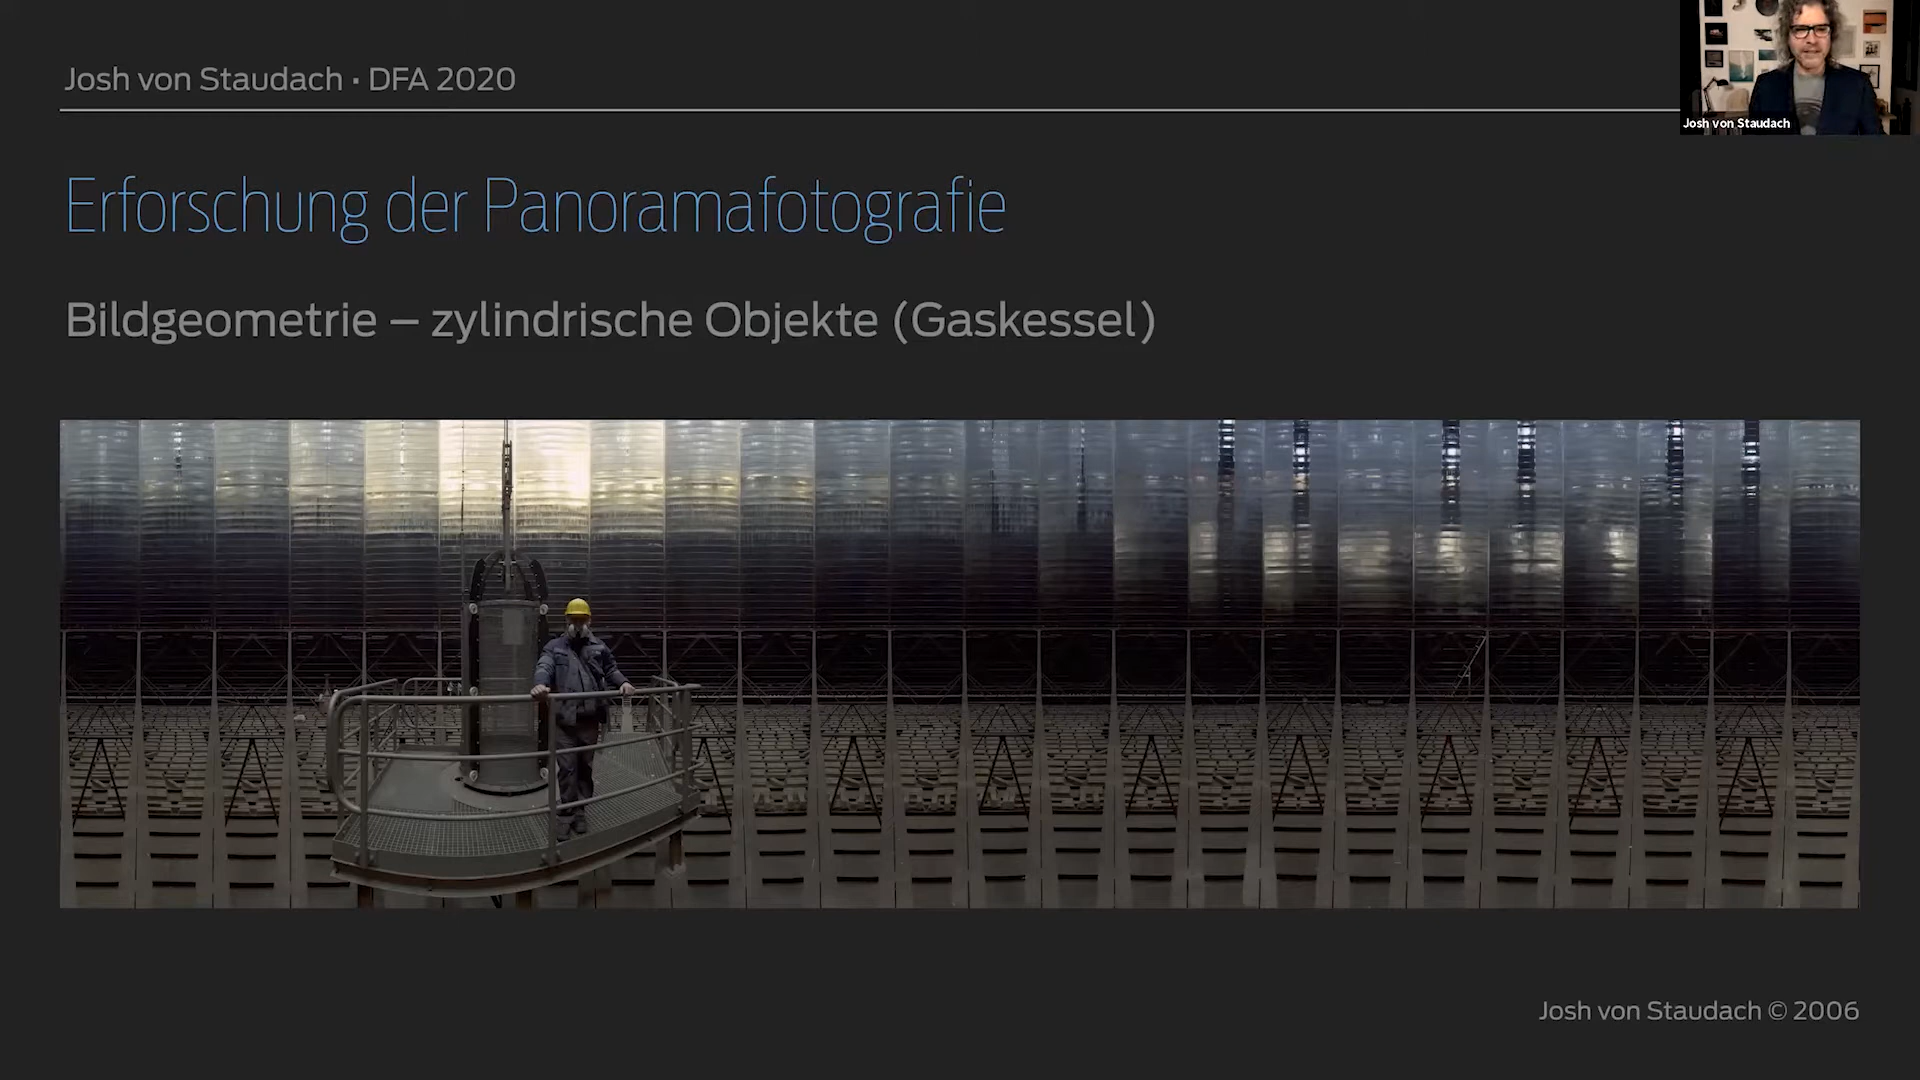 Josh von Staudach • DFA 2020
Josh von Staudach
Erforschung der Panoramafotografie
Bildgeometrie – zylindrische Objekte (Gaskessel)
Josh von Staudach © 2006